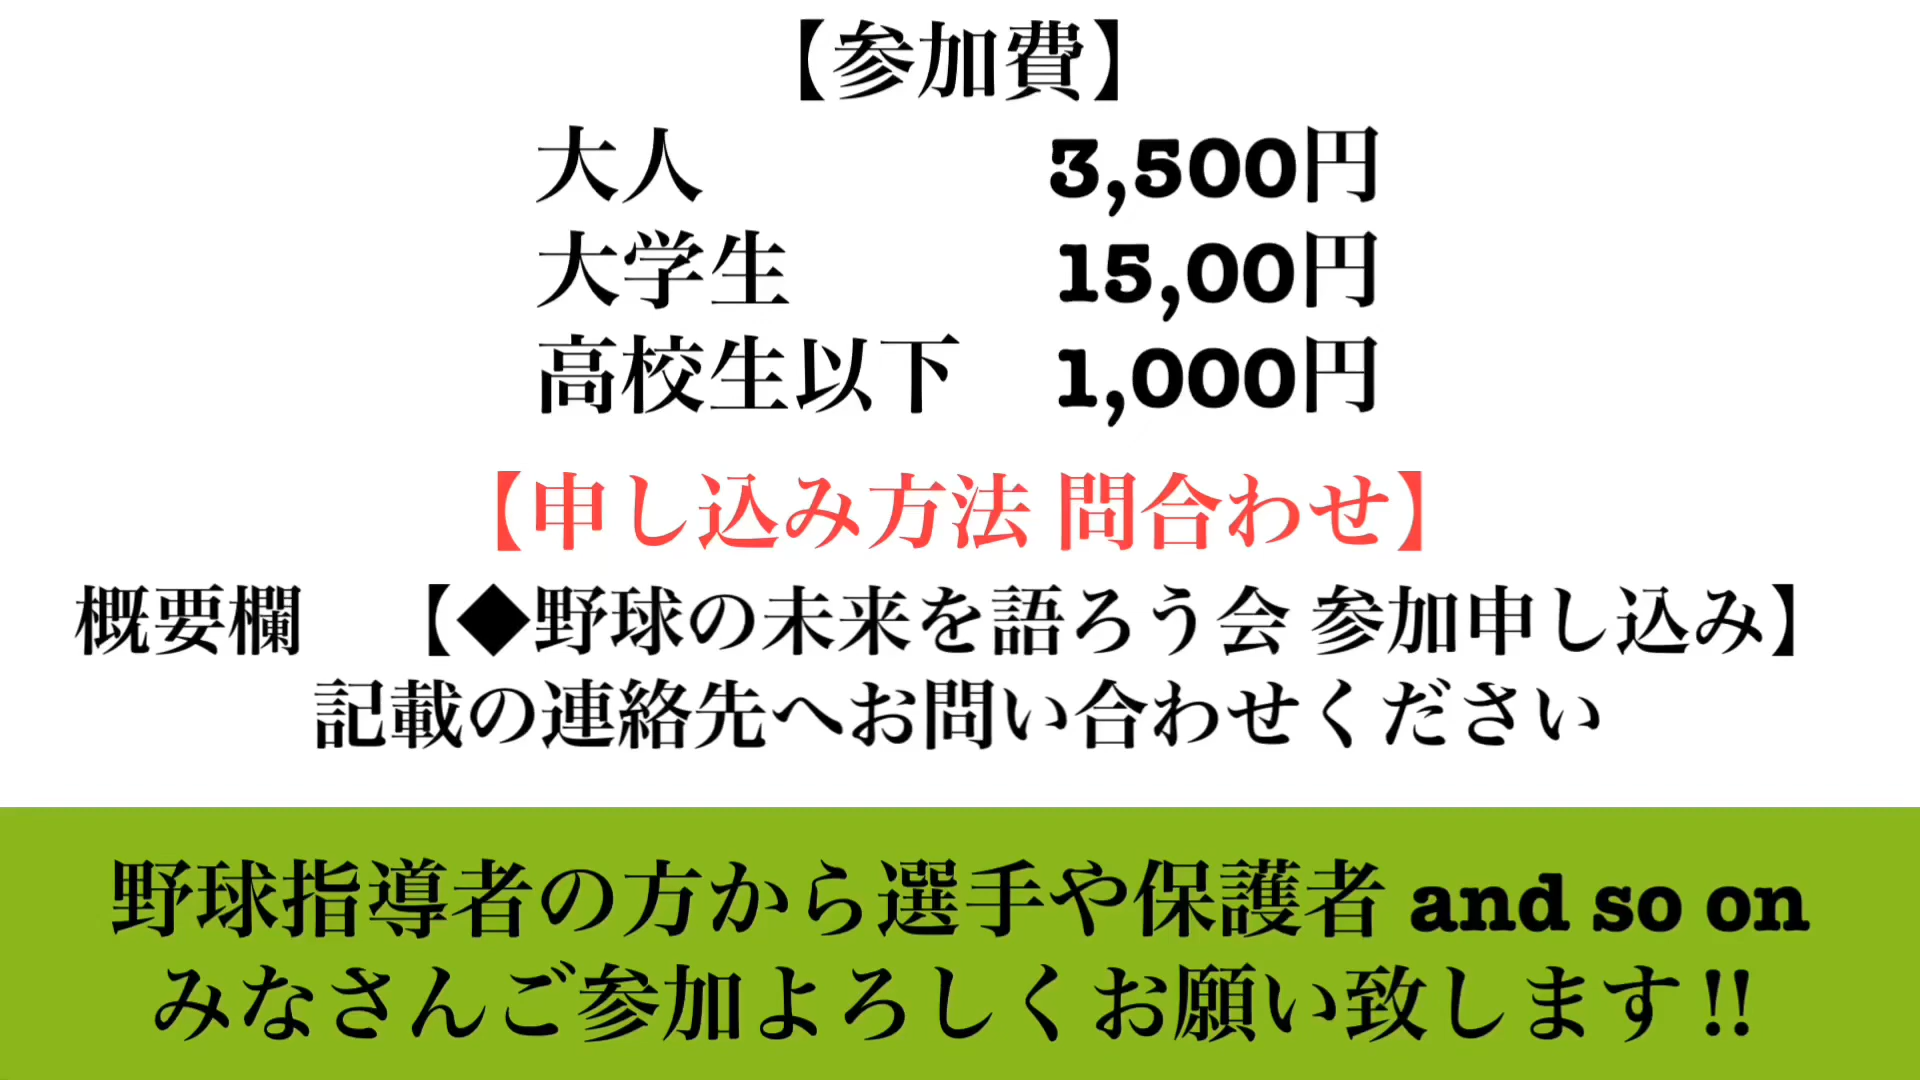 【参加費】
大人 3,500円
大学生 15,00円
高校生以下 1,000円
【申し込み方法 問合わせ】
概要欄 【◆野球の未来を語ろう会 参加申し込み】
記載の連絡先へお問い合わせください
野球指導者の方から選手や保護者 and so on
みなさんご参加よろしくお願い致します!!